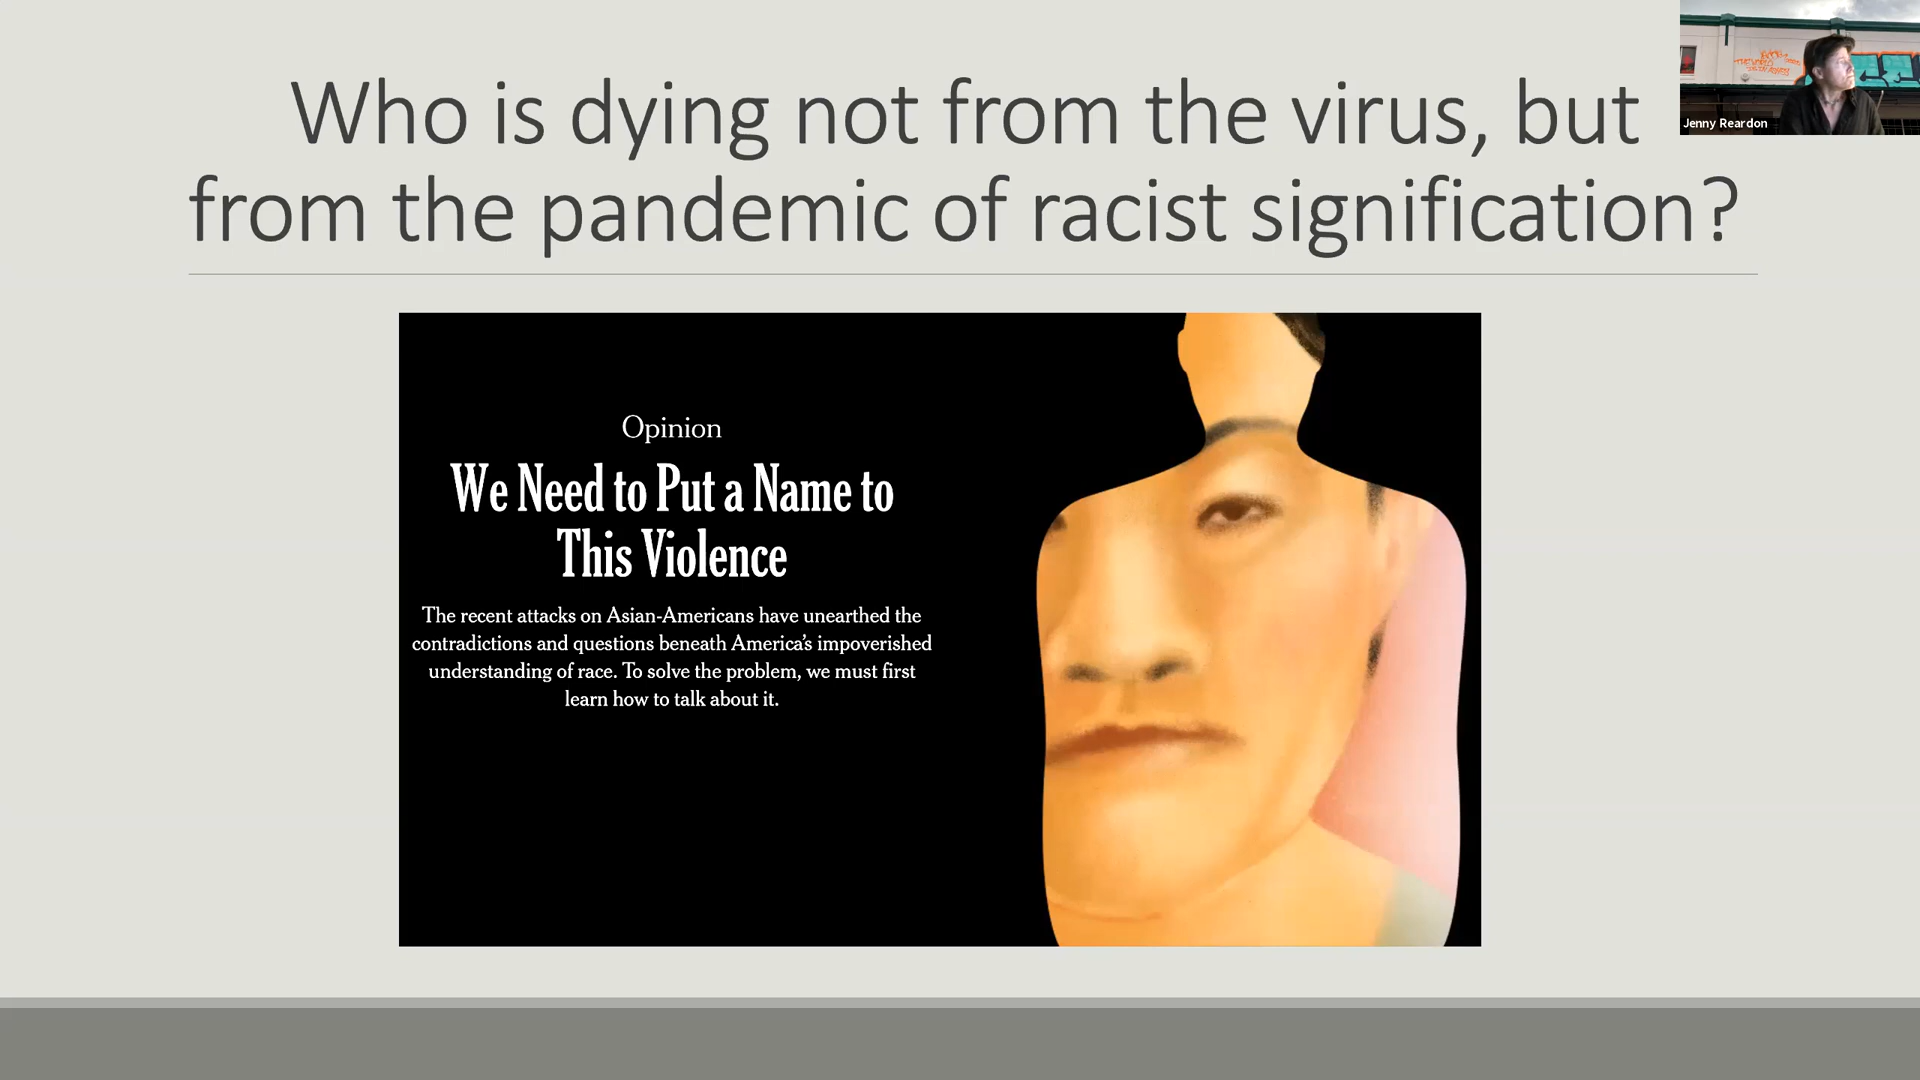 Who is dying not from the virus, but
from the pandemic of racist signification?
Jenny Reardon
Opinion
We Need to Put a Name to
This Violence
The recent attacks on Asian-Americans have unearthed the
contradictions and questions beneath America's impoverished
understanding of race. To solve the problem, we must first
learn how to talk about it.